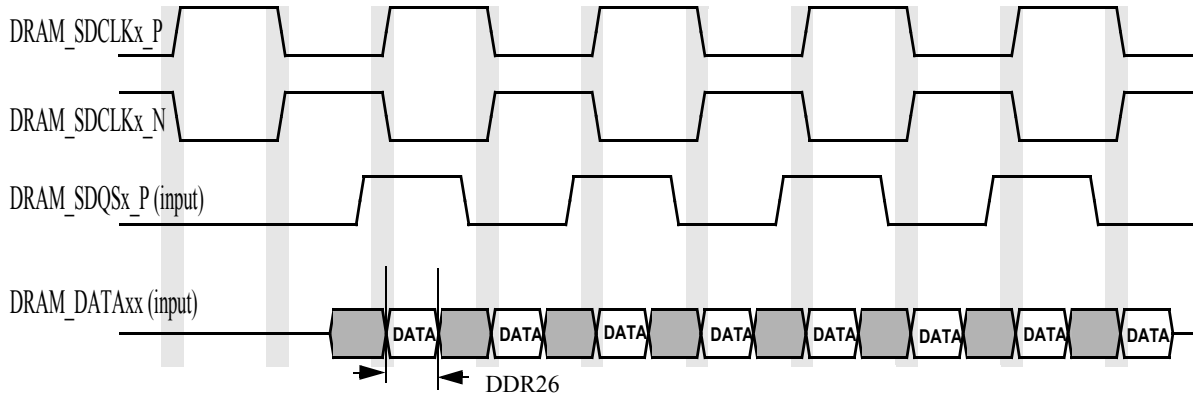 DRAM_SDCLKx_P
DRAM_SDCLKx_N
DRAM_SDQSx_P (input)
DRAM_DATAxx (input)
DATA DATA DATA DATA DATA DATA DATA DATA
DDR26